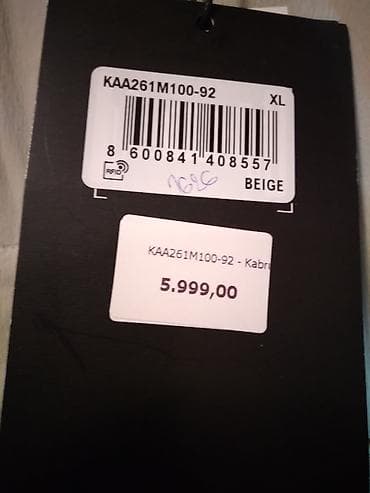 KAA261M100-92
XL
8 600841 408557
RFID
BEIGE
KAA261M100-92 - Kabr
5.999,00